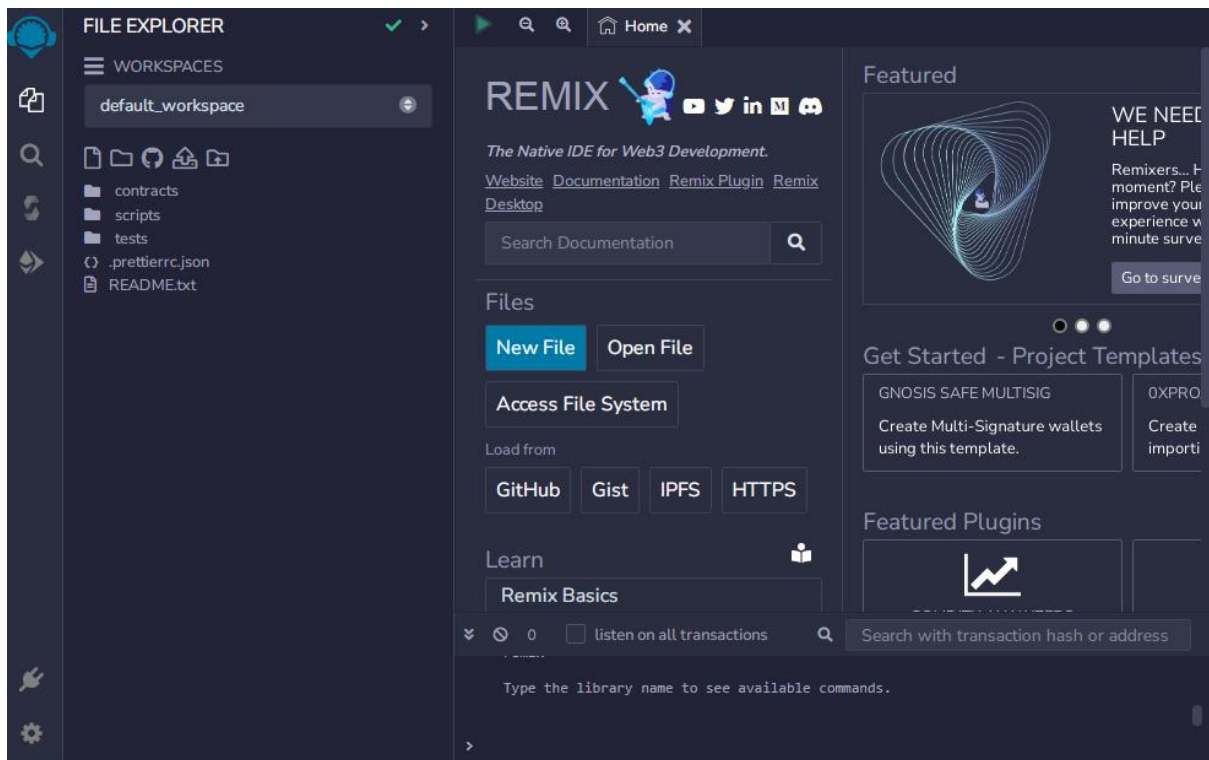 FILE EXPLORER
WORKSPACES
default_workspace
contracts
scripts
tests
.prettierrc.json
README.txt
Home
REMIX
The Native IDE for Web3 Development.
Website Documentation Remix Plugin Remix
Desktop
Search Documentation
Files
New File Open File
Access File System
Load from
GitHub Gist IPFS HTTPS
Learn
Remix Basics
Featured
WE NEED
HELP
Remixers...
moment?
improve your
experience
minute
Go to
Get Started - Project Templates
GNOSIS SAFE MULTISIG
Create Multi-Signature wallets
using this template.
Create
Featured Plugins
0 listen on all transactions
Search with transaction hash or address
Type the library name to see available commands.
>